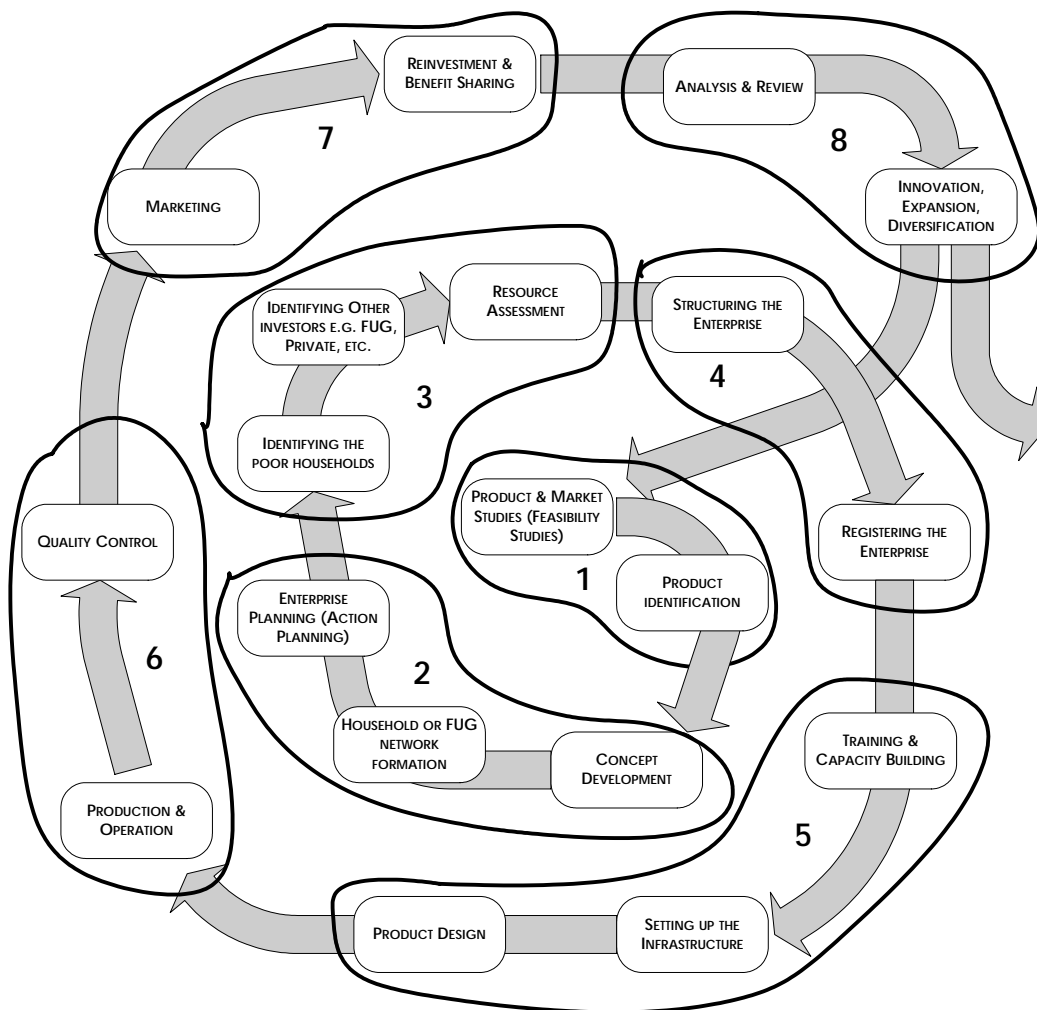 REINVESTMENT &
BENEFIT SHARING
ANALYSIS & REVIEW
7
8
MARKETING
INNOVATION,
EXPANSION,
DIVERSIFICATION
IDENTIFYING OTHER
INVESTORS E.G. FUG,
PRIVATE, ETC.
RESOURCE
ASSESSMENT
STRUCTURING THE
ENTERPRISE
3
4
IDENTIFYING THE
POOR HOUSEHOLDS
PRODUCT & MARKET
STUDIES (FEASIBILITY
STUDIES)
REGISTERING THE
ENTERPRISE
QUALITY CONTROL
1
PRODUCT
IDENTIFICATION
ENTERPRISE
PLANNING (ACTION
PLANNING)
6
2
HOUSEHOLD OR FUG
NETWORK
FORMATION
CONCEPT
DEVELOPMENT
TRAINING &
CAPACITY BUILDING
PRODUCTION &
OPERATION
5
PRODUCT DESIGN
SETTING UP THE
INFRASTRUCTURE